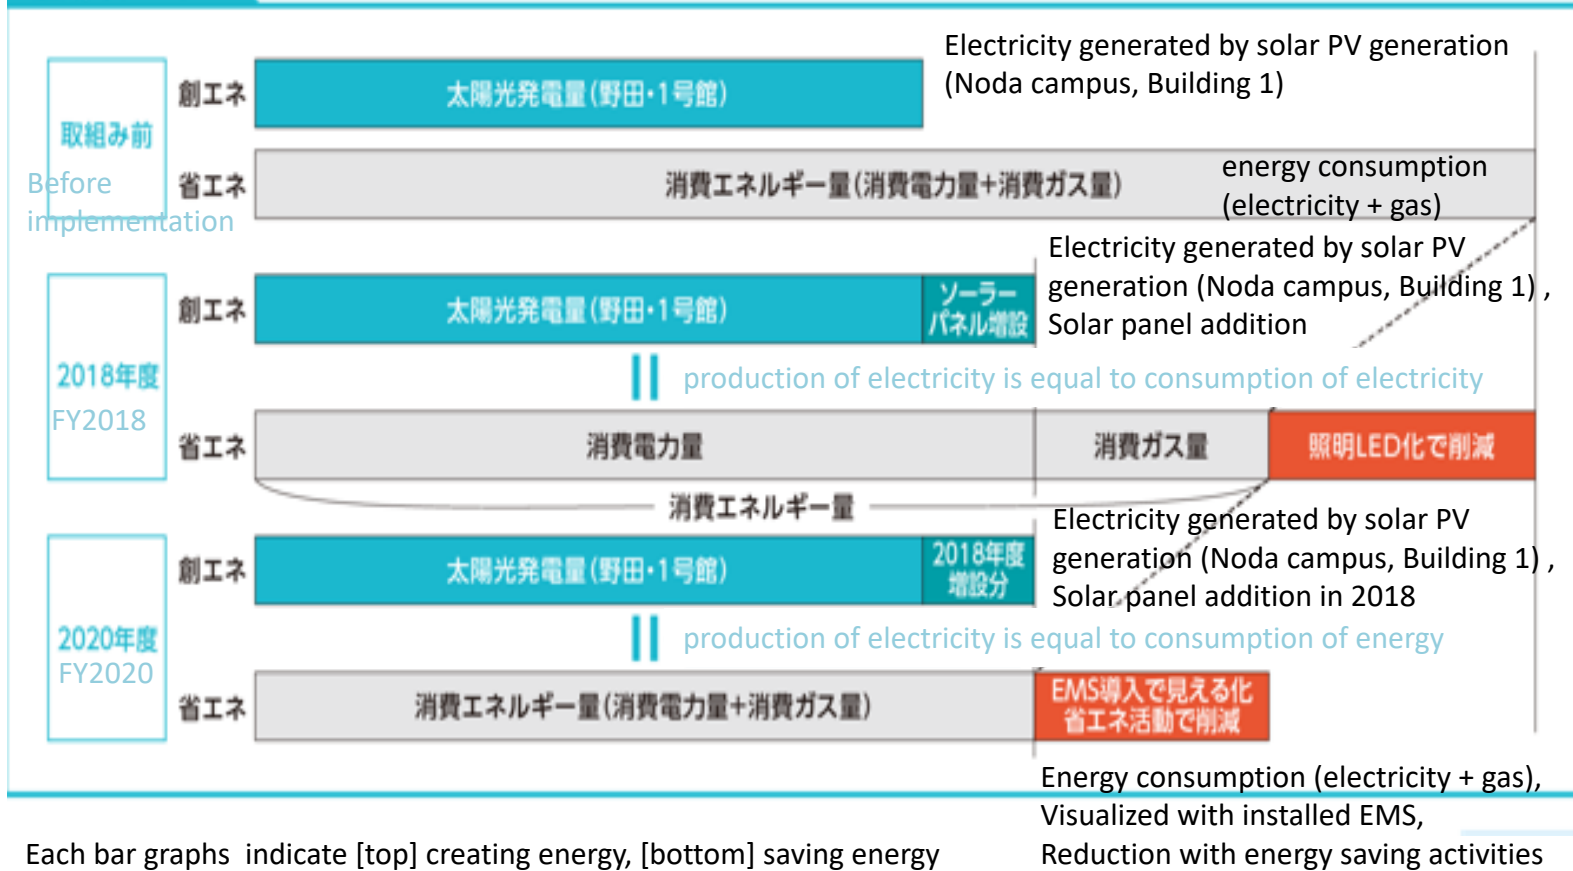 Electricity generated by solar PV generation
(Noda campus, Building 1)
創エネ
太陽光発電量(野田・1号館)
取組み前
Before
implementation
省エネ
消費エネルギー量(消費電力量+消費ガス量)
energy consumption
(electricity + gas)
Electricity generated by solar PV
generation (Noda campus, Building 1) ,
Solar panel addition
創エネ
太陽光発電量(野田・1号館)
ソーラー
パネル増設
2018年度
FY2018
production of electricity is equal to consumption of electricity
省エネ
消費電力量
消費ガス量
照明LED化で削減
消費エネルギー量
Electricity generated by solar PV
generation (Noda campus, Building 1) ,
Solar panel addition in 2018
創エネ
太陽光発電量(野田・1号館)
2018年度
増設分
2020年度
FY2020
production of electricity is equal to consumption of energy
省エネ
消費エネルギー量(消費電力量+消費ガス量)
EMS導入で見える化
省エネ活動で削減
Energy consumption (electricity + gas),
Visualized with installed EMS,
Reduction with energy saving activities
Each bar graphs indicate [top] creating energy, [bottom] saving energy